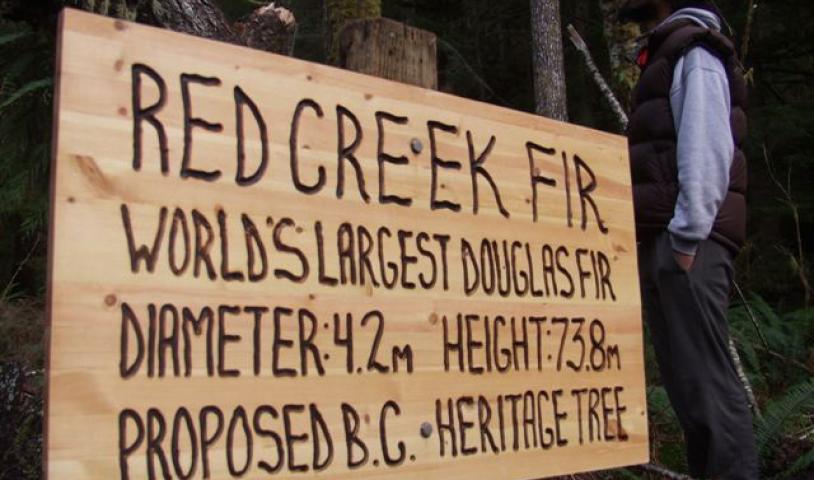 RED CREEK FIR
WORLD'S LARGEST DOUGLAS FIR
DIAMETER:4.2m HEIGHT:73.8m
PROPOSED B.C. HERITAGE TREE